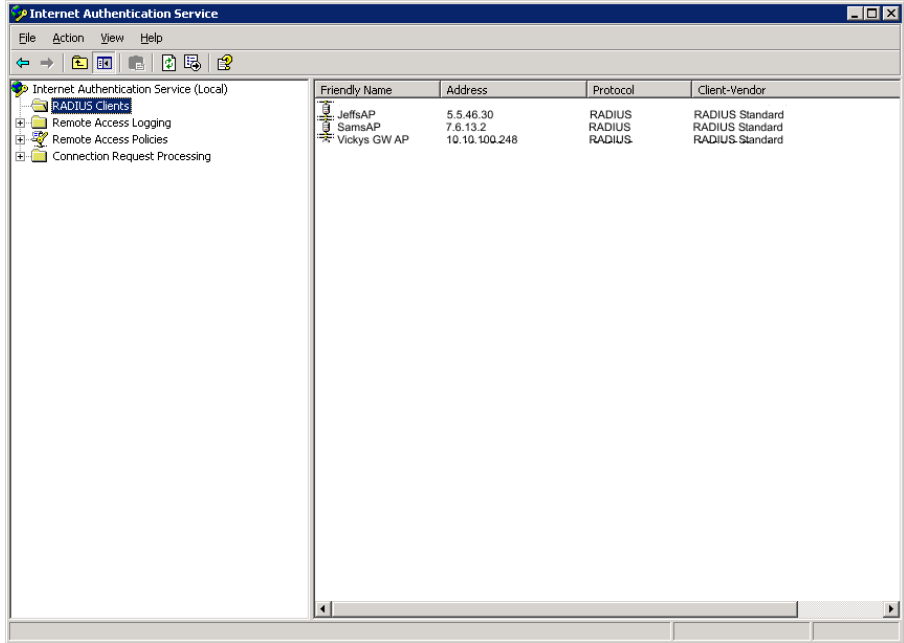 Internet Authentication Service
File Action View Help
Internet Authentication Service (Local)
RADIUS Clients
Remote Access Logging
Remote Access Policies
Connection Request Processing
Friendly Name Address Protocol Client-Vendor
JeffsAP 5.5.46.30 RADIUS RADIUS Standard
SamsAP 7.6.13.2 RADIUS RADIUS Standard
Vickys GW AP 10.10.100.248 RADIUS RADIUS Standard